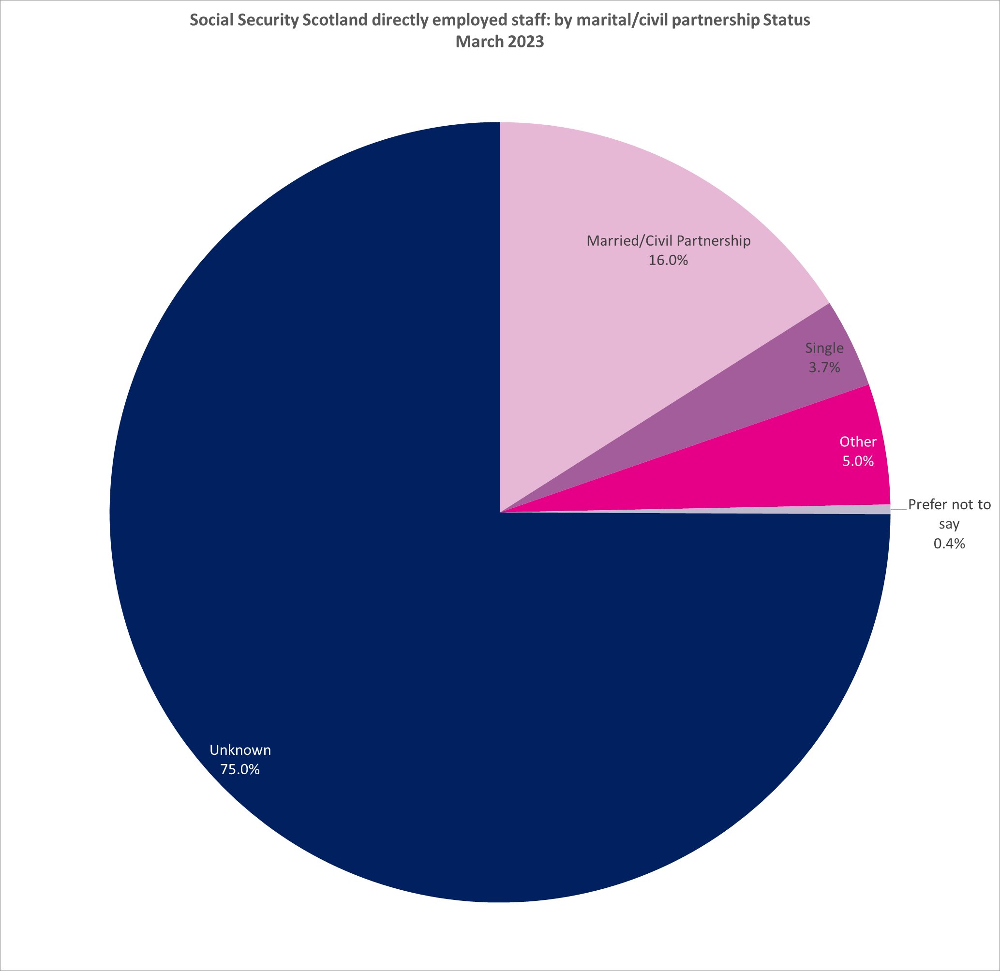 Social Security Scotland directly employed staff: by marital/civil partnership Status
March 2023
Married/Civil Partnership
16.0%
Single
3.7%
Other
5.0%
Prefer not to
say
0.4%
Unknown
75.0%